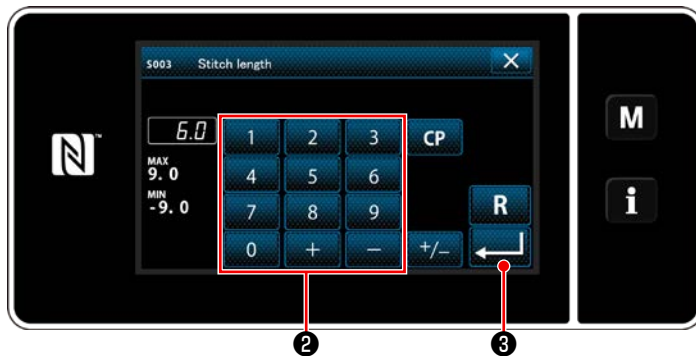 S003 Stitch length
6.0
1 2 3 CP
MAX
9.0
4 5 6
MIN
-9.0
7 8 9 R
0 + − +/−
M
i
N
❷ ❸